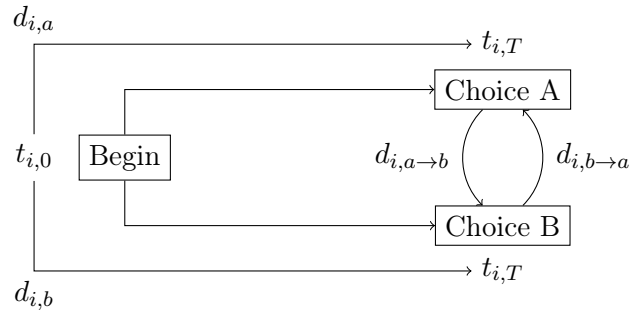 d_{i,a}
t_{i,T}
Choice A
t_{i,0} Begin d_{i,a→b} d_{i,b→a}
Choice B
t_{i,T}
d_{i,b}